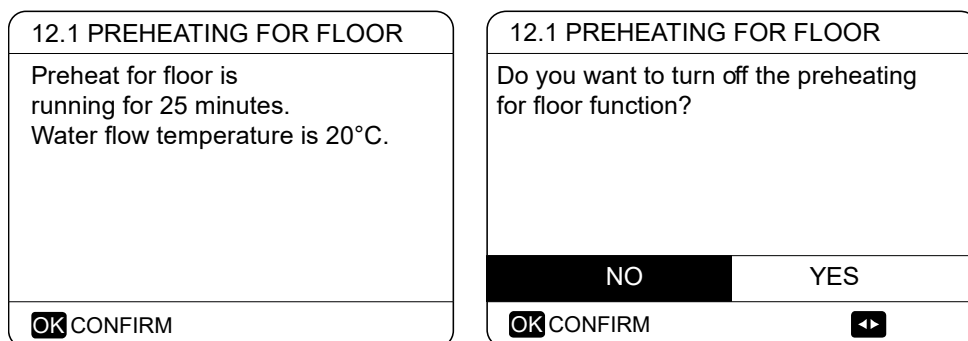 12.1 PREHEATING FOR FLOOR
Preheat for floor is
running for 25 minutes.
Water flow temperature is 20°C.
OK CONFIRM
12.1 PREHEATING FOR FLOOR
Do you want to turn off the preheating
for floor function?
NO YES
OK CONFIRM